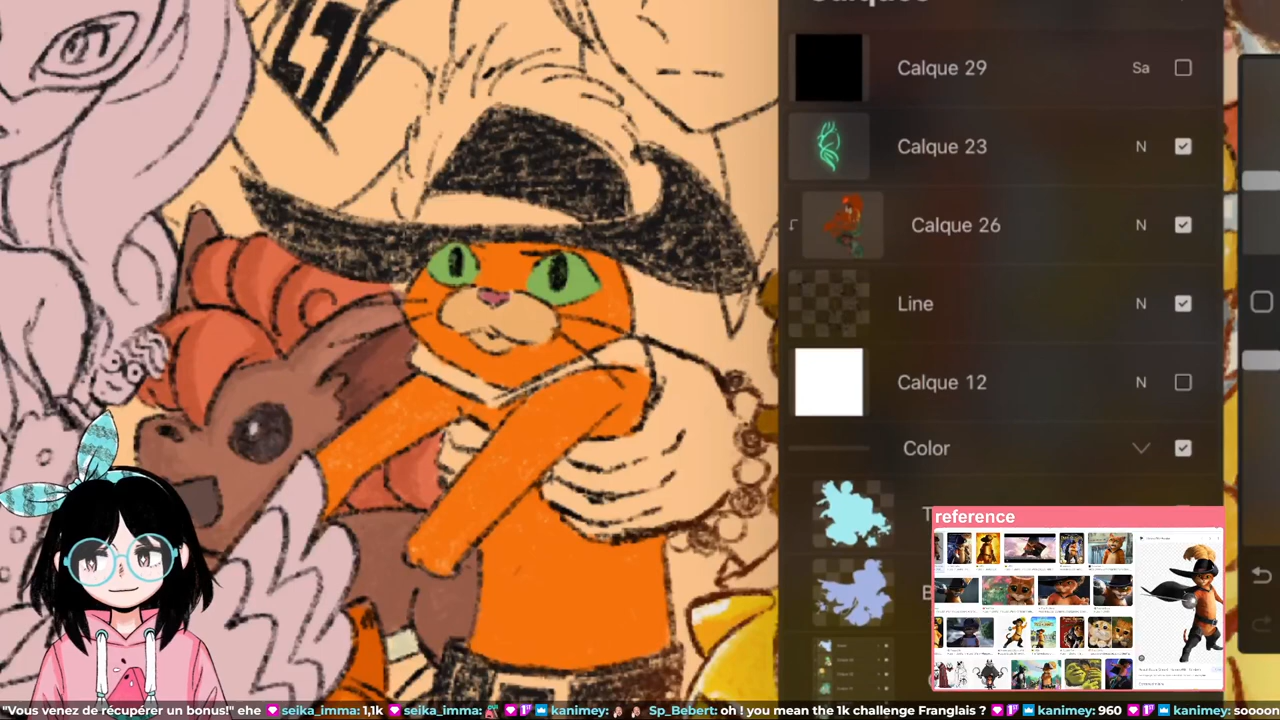 Calque 29
Sa
Calque 23
N
Calque 26
N
Line
N
Calque 12
N
Color
reference
"Vous venez de récupérer un bonus!" ehe seika_imma: 1,1k seika_imma: kanimey: Sp_Bebert: oh ! you mean the 1k challenge Franglais ? kanimey: 960 kanimey: soooon